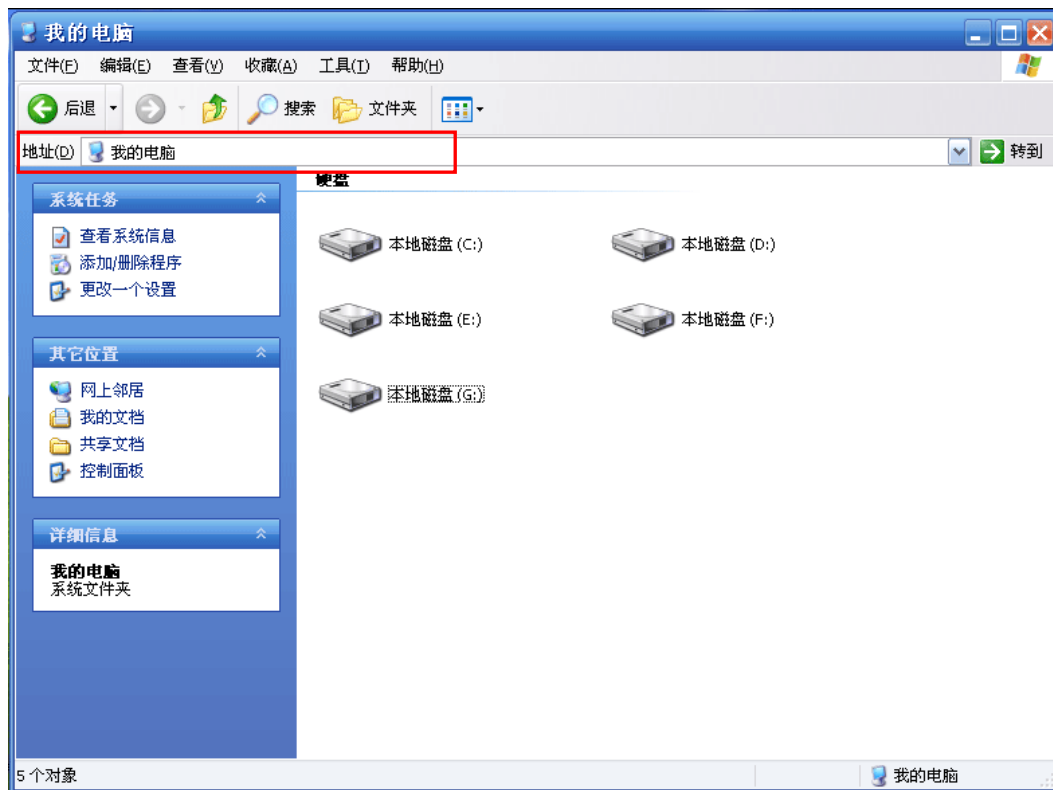 我的电脑
文件(F) 编辑(E) 查看(V) 收藏(A) 工具(T) 帮助(H)
后退 搜索 文件夹
地址(D) 我的电脑 转到
硬盘
系统任务
查看系统信息
添加/删除程序
更改一个设置
本地磁盘 (C:) 本地磁盘 (D:)
本地磁盘 (E:) 本地磁盘 (F:)
本地磁盘 (G:)
其它位置
网上邻居
我的文档
共享文档
控制面板
详细信息
我的电脑
系统文件夹
5 个对象 我的电脑